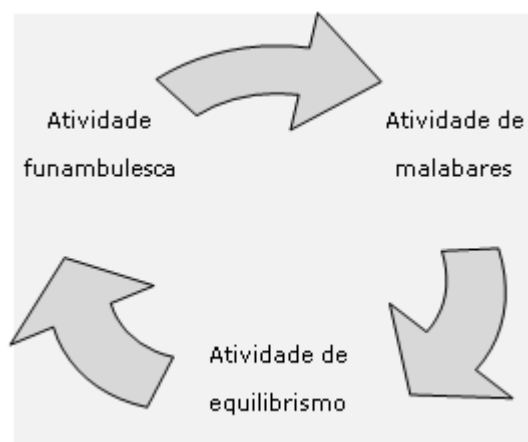 Atividade
funambulesca
Atividade de
malabares
Atividade de
equilibrismo